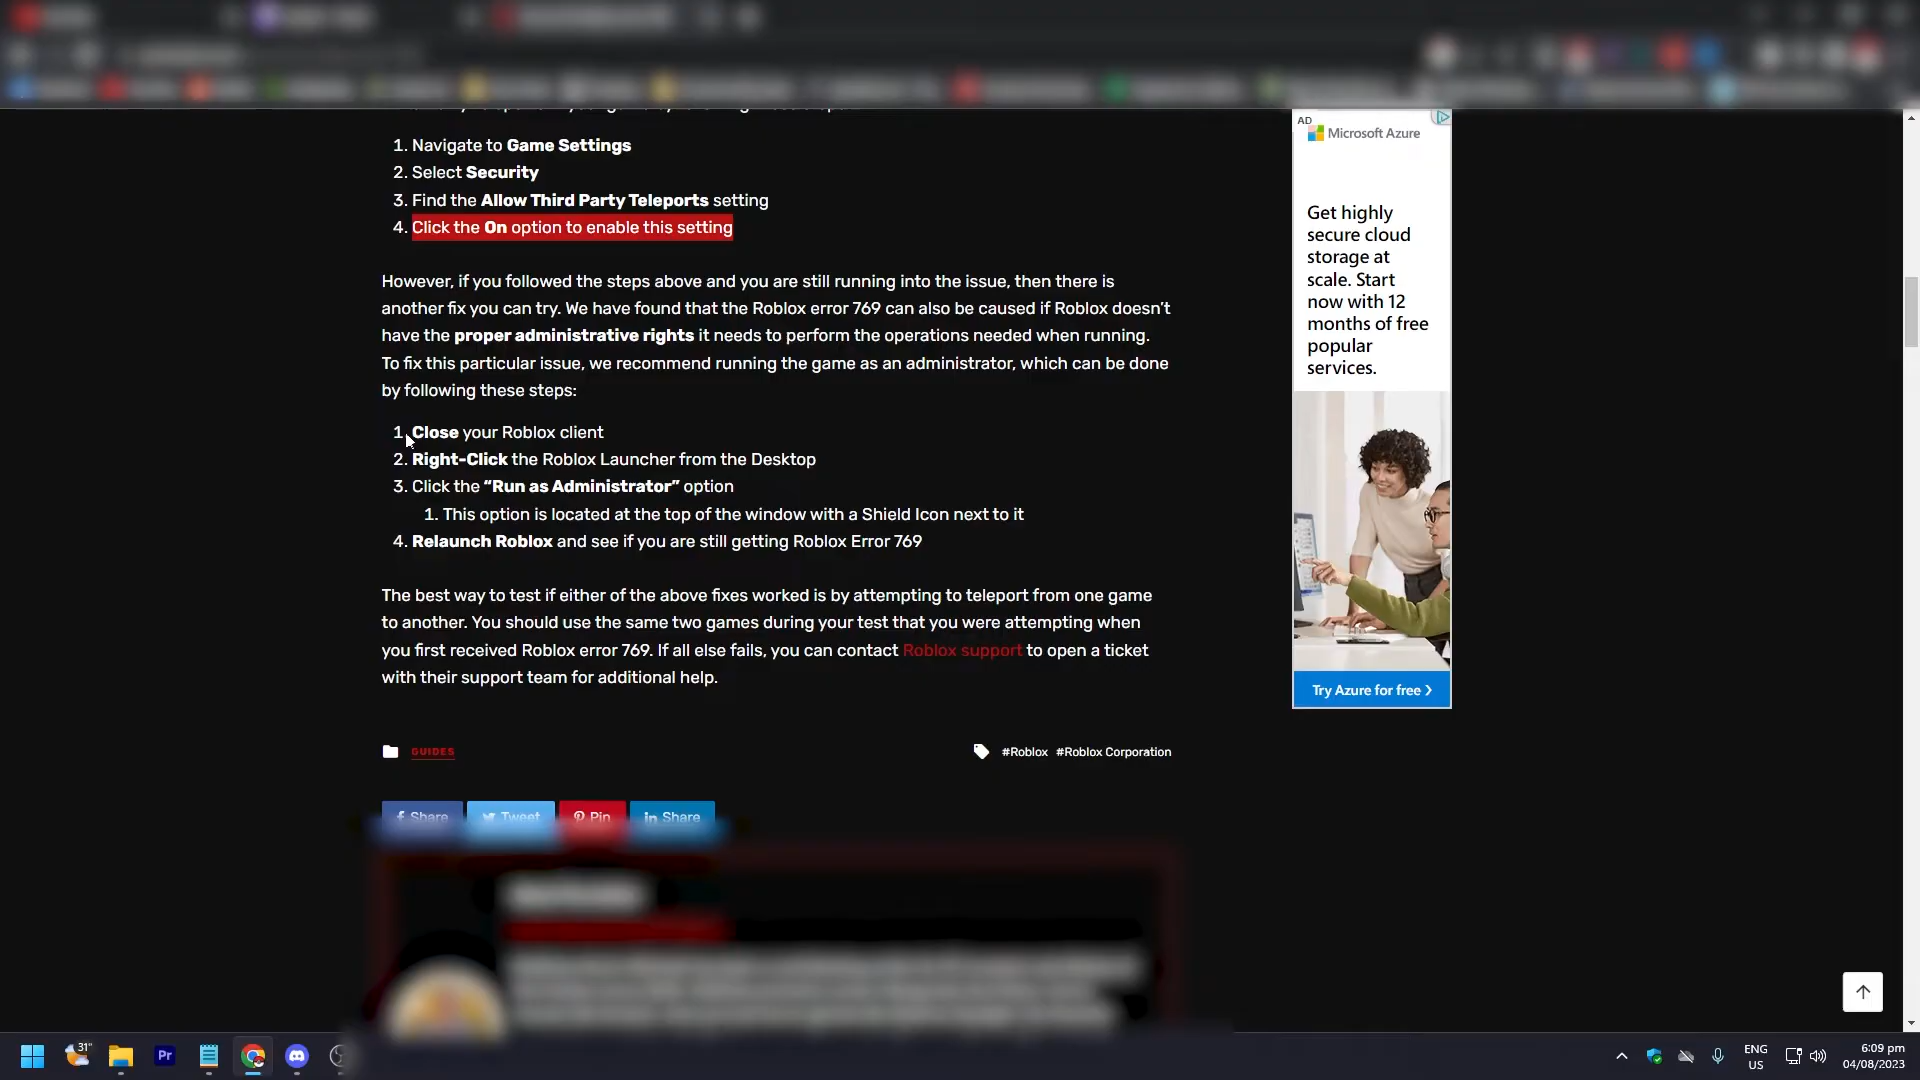 AD
Microsoft Azure
Get highly
secure cloud
storage at
scale. Start
now with 12
months of free
popular
services.
Try Azure for free ❯
1. Navigate to Game Settings
2. Select Security
3. Find the Allow Third Party Teleports setting
4. Click the On option to enable this setting
However, if you followed the steps above and you are still running into the issue, then there is
another fix you can try. We have found that the Roblox error 769 can also be caused if Roblox doesn’t
have the proper administrative rights it needs to perform the operations needed when running.
To fix this particular issue, we recommend running the game as an administrator, which can be done
by following these steps:
1. Close your Roblox client
2. Right-Click the Roblox Launcher from the Desktop
3. Click the “Run as Administrator” option
1. This option is located at the top of the window with a Shield Icon next to it
4. Relaunch Roblox and see if you are still getting Roblox Error 769
The best way to test if either of the above fixes worked is by attempting to teleport from one game
to another. You should use the same two games during your test that you were attempting when
you first received Roblox error 769. If all else fails, you can contact Roblox support to open a ticket
with their support team for additional help.
GUIDES
#Roblox #Roblox Corporation
Share Tweet Pin Share
31°
Pr
ENG
US
6:09 pm
04/08/2023